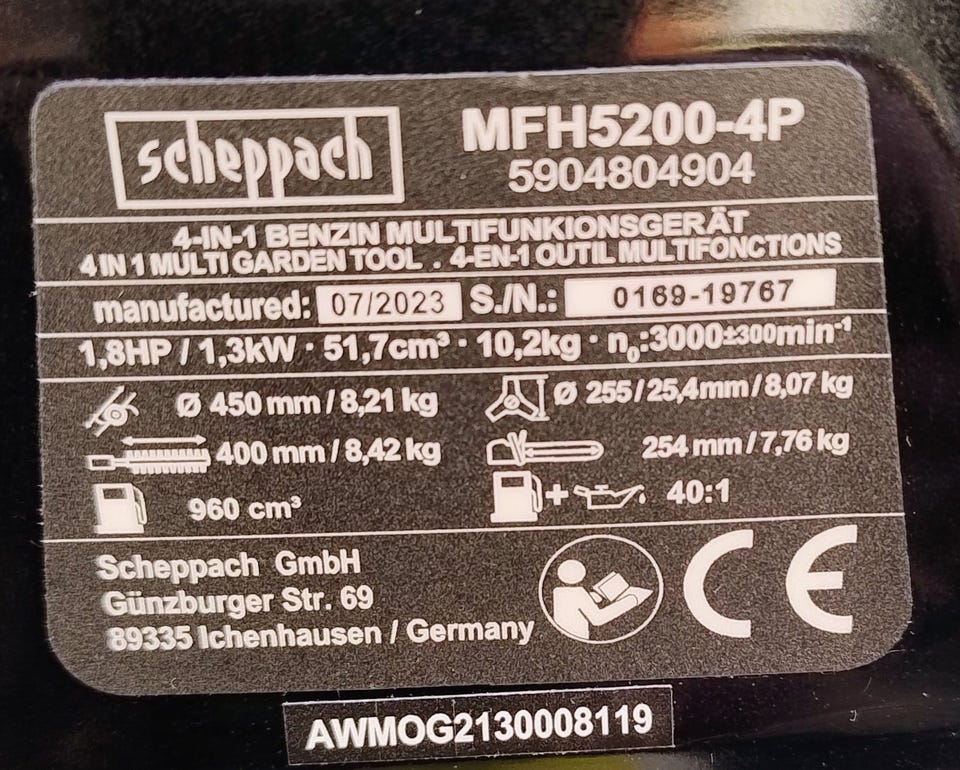 scheppach
MFH5200-4P
5904804904
4-IN-1 BENZIN MULTIFUNKIONSGERÄT
4 IN 1 MULTI GARDEN TOOL . 4-EN-1 OUTIL MULTIFONCTIONS
manufactured: 07/2023 S./N.: 0169-19767
1,8HP / 1,3kW · 51,7cm³ · 10,2kg · n₀:3000±300min⁻¹
Ø 450 mm / 8,21 kg Ø 255 / 25,4mm / 8,07 kg
400 mm / 8,42 kg 254 mm / 7,76 kg
960 cm³ + 40:1
Scheppach GmbH
Günzburger Str. 69
89335 Ichenhausen / Germany
CE
AWMOG2130008119